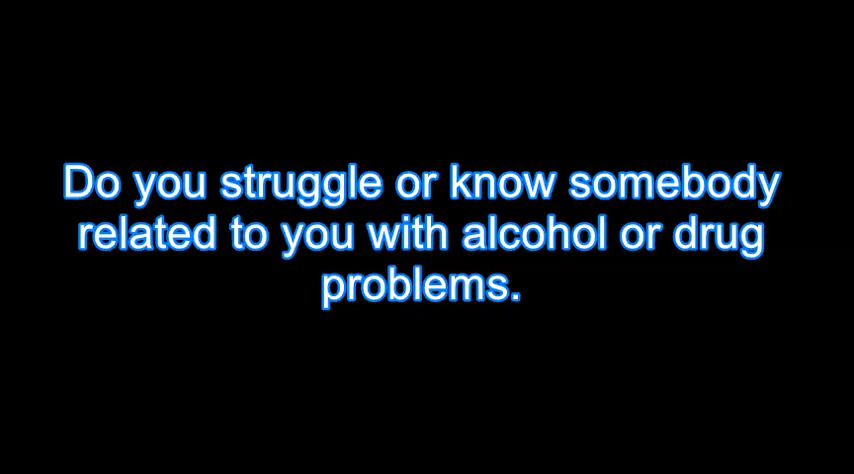 Do you struggle or know somebody
related to you with alcohol or drug
problems.